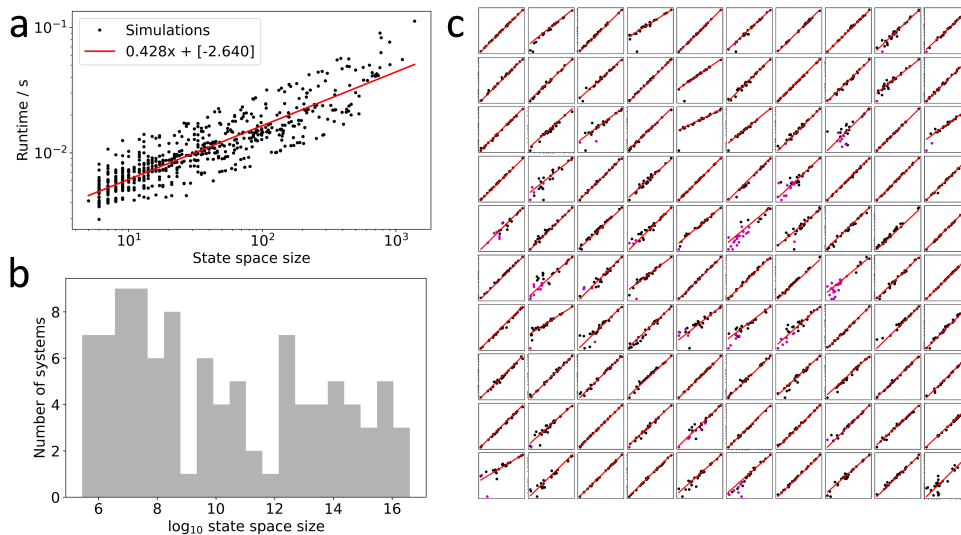 a
Simulations
0.428x + [-2.640]
10⁻¹
10⁻²
Runtime / s
10¹
10²
10³
State space size
b
8
6
4
2
0
Number of systems
6
8
10
12
14
16
log₁₀ state space size
c